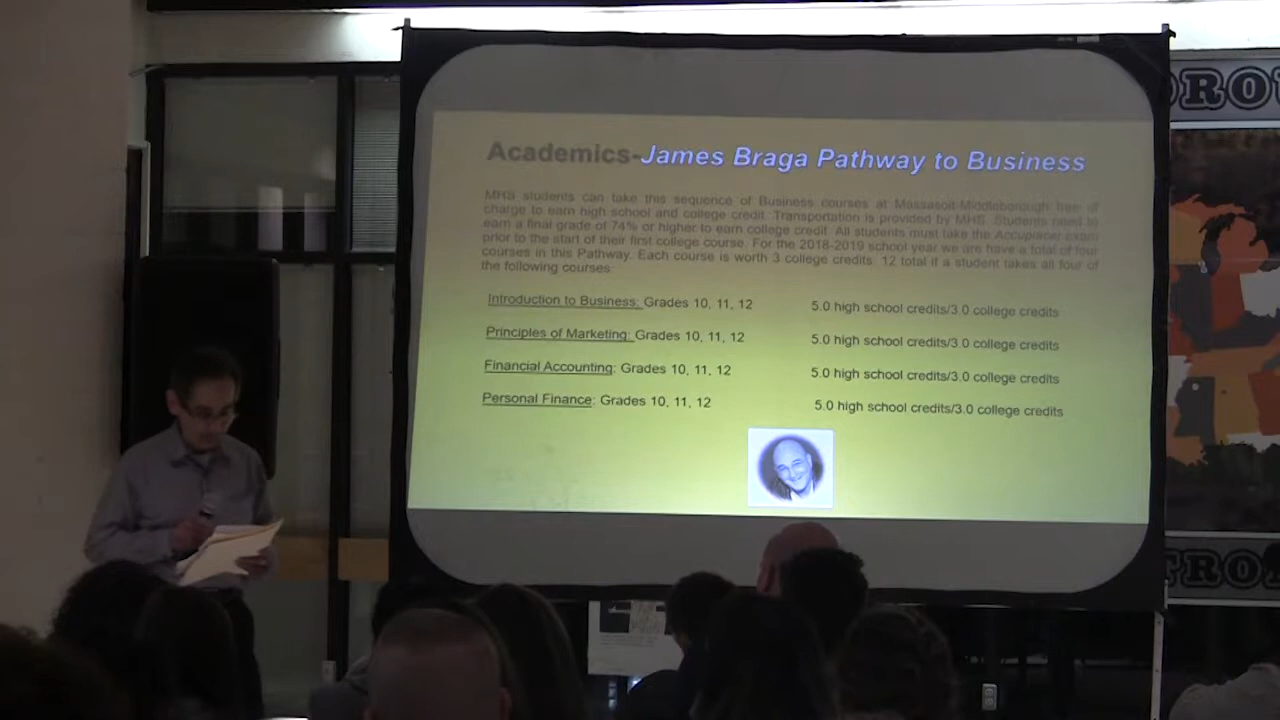 Academics-James Braga Pathway to Business
MHS students can take this sequence of Business courses at Massasoit-Middleborough free of
charge to earn high school and college credit. Transportation is provided by MHS. Students need to
earn a final grade of 74% or higher to earn college credit. All students must take the Accuplacer exam
prior to the start of their first college course. For the 2018-2019 school year we are have a total of four
courses in this Pathway. Each course is worth 3 college credits. 12 total if a student takes all four of
the following courses:
Introduction to Business: Grades 10, 11, 12 5.0 high school credits/3.0 college credits
Principles of Marketing: Grades 10, 11, 12 5.0 high school credits/3.0 college credits
Financial Accounting: Grades 10, 11, 12 5.0 high school credits/3.0 college credits
Personal Finance: Grades 10, 11, 12 5.0 high school credits/3.0 college credits